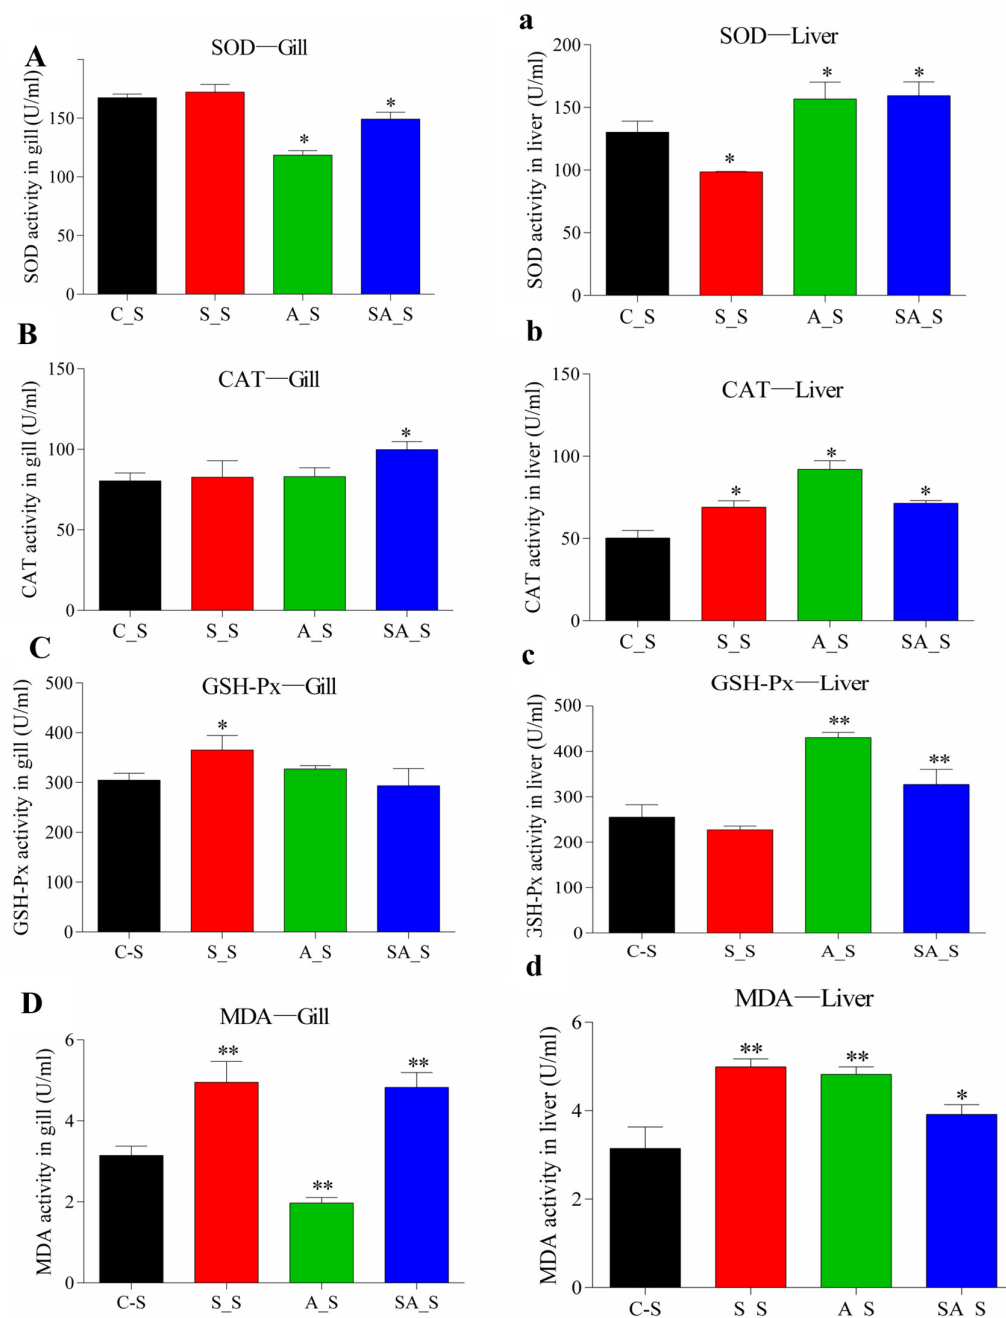 A
SOD—Gill
SOD activity in gill (U/ml)
150
100
50
0
*
*
C_S
S_S
A_S
SA_S
a
SOD—Liver
SOD activity in liver (U/ml)
200
150
100
50
0
*
*
*
C_S
S_S
A_S
SA_S
B
CAT—Gill
CAT activity in gill (U/ml)
150
100
50
0
*
C_S
S_S
A_S
SA_S
b
CAT—Liver
CAT activity in liver (U/ml)
150
100
50
0
*
*
*
C_S
S_S
A_S
SA_S
C
GSH-Px—Gill
GSH-Px activity in gill (U/ml)
500
400
300
200
100
0
*
C-S
S_S
A_S
SA_S
c
GSH-Px—Liver
GSH-Px activity in liver (U/ml)
500
400
300
200
100
0
**
**
C-S
S_S
A_S
SA_S
D
MDA—Gill
MDA activity in gill (U/ml)
6
4
2
0
**
**
**
C-S
S_S
A_S
SA_S
d
MDA—Liver
MDA activity in liver (U/ml)
6
4
2
0
**
**
*
C-S
S_S
A_S
SA_S